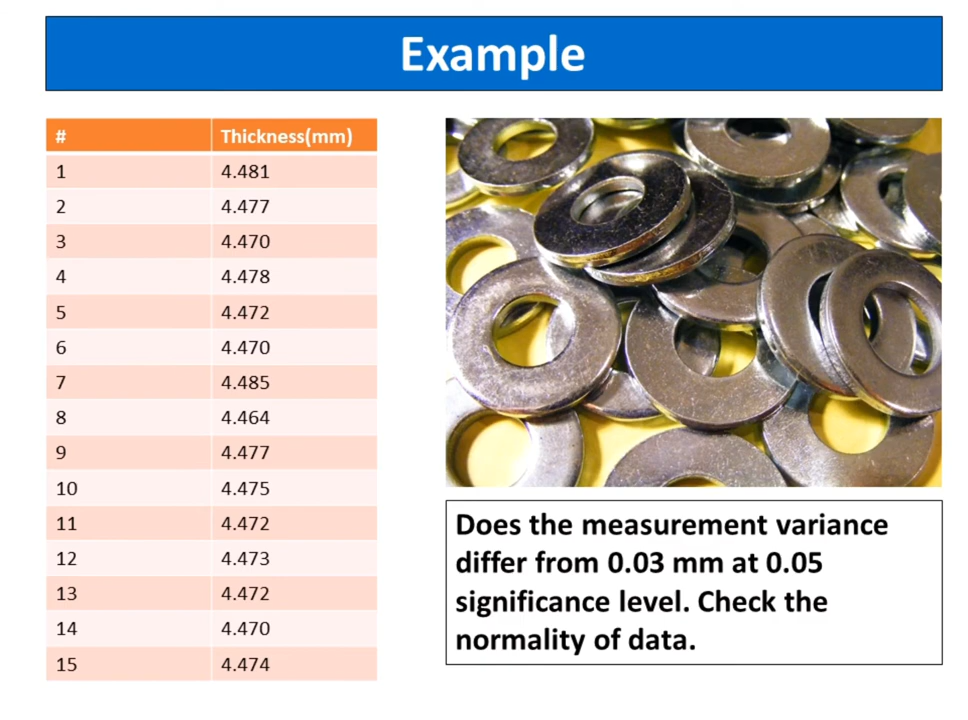 Example
# Thickness(mm)
1 4.481
2 4.477
3 4.470
4 4.478
5 4.472
6 4.470
7 4.485
8 4.464
9 4.477
10 4.475
11 4.472
12 4.473
13 4.472
14 4.470
15 4.474
Does the measurement variance
differ from 0.03 mm at 0.05
significance level. Check the
normality of data.